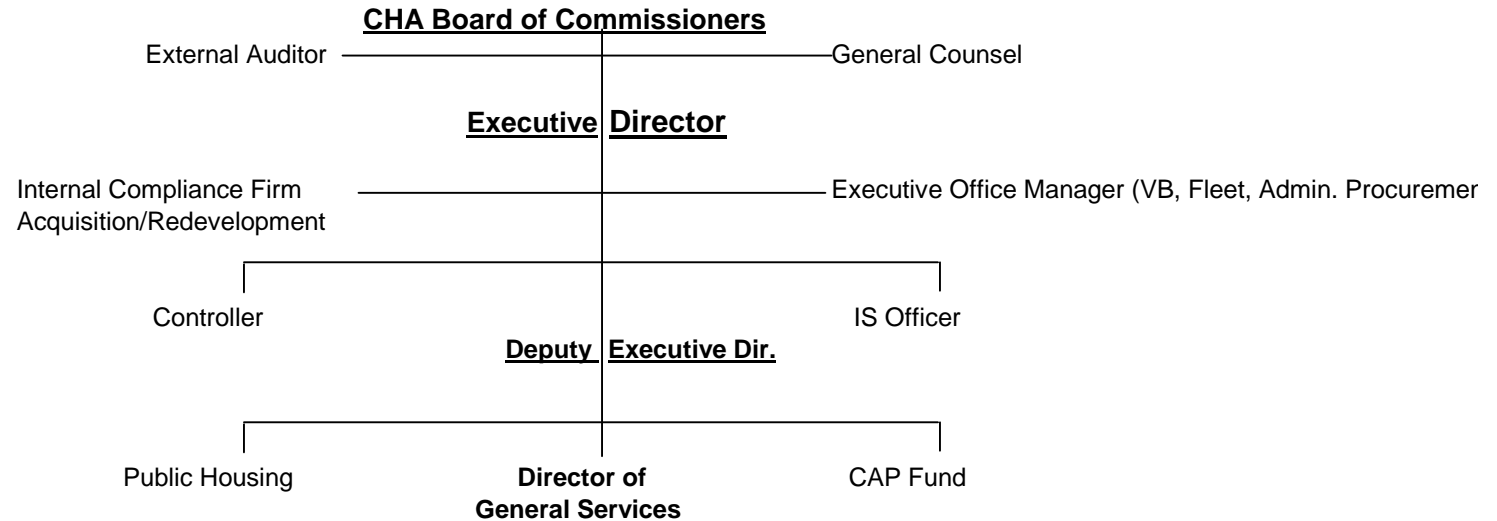 CHA Board of Commissioners
External Auditor
General Counsel
Executive Director
Internal Compliance Firm
Acquisition/Redevelopment
Executive Office Manager (VB, Fleet, Admin. Procuremen
Controller
IS Officer
Deputy Executive Dir.
Public Housing
Director of
General Services
CAP Fund